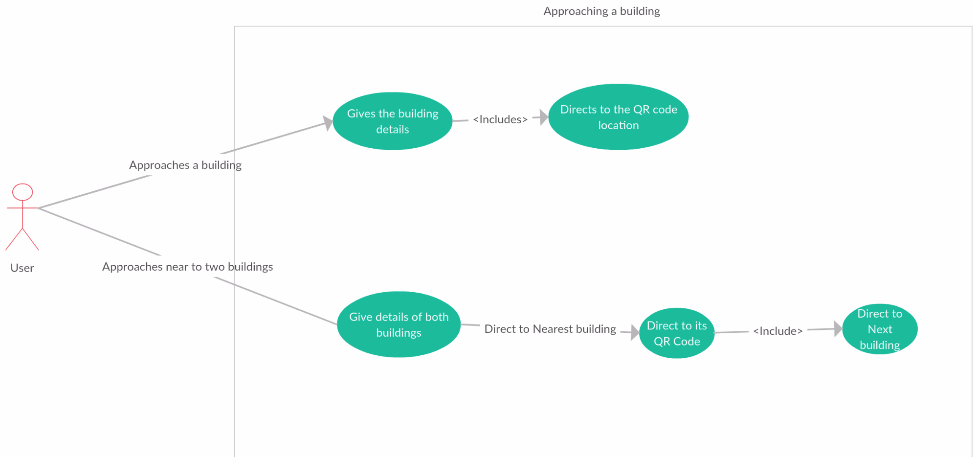 Approaching a building
Gives the building
details
<Includes>
Directs to the QR code
location
Approaches a building
User
Approaches near to two buildings
Give details of both
buildings
Direct to Nearest building
Direct to its
QR Code
<Include>
Direct to
Next
building